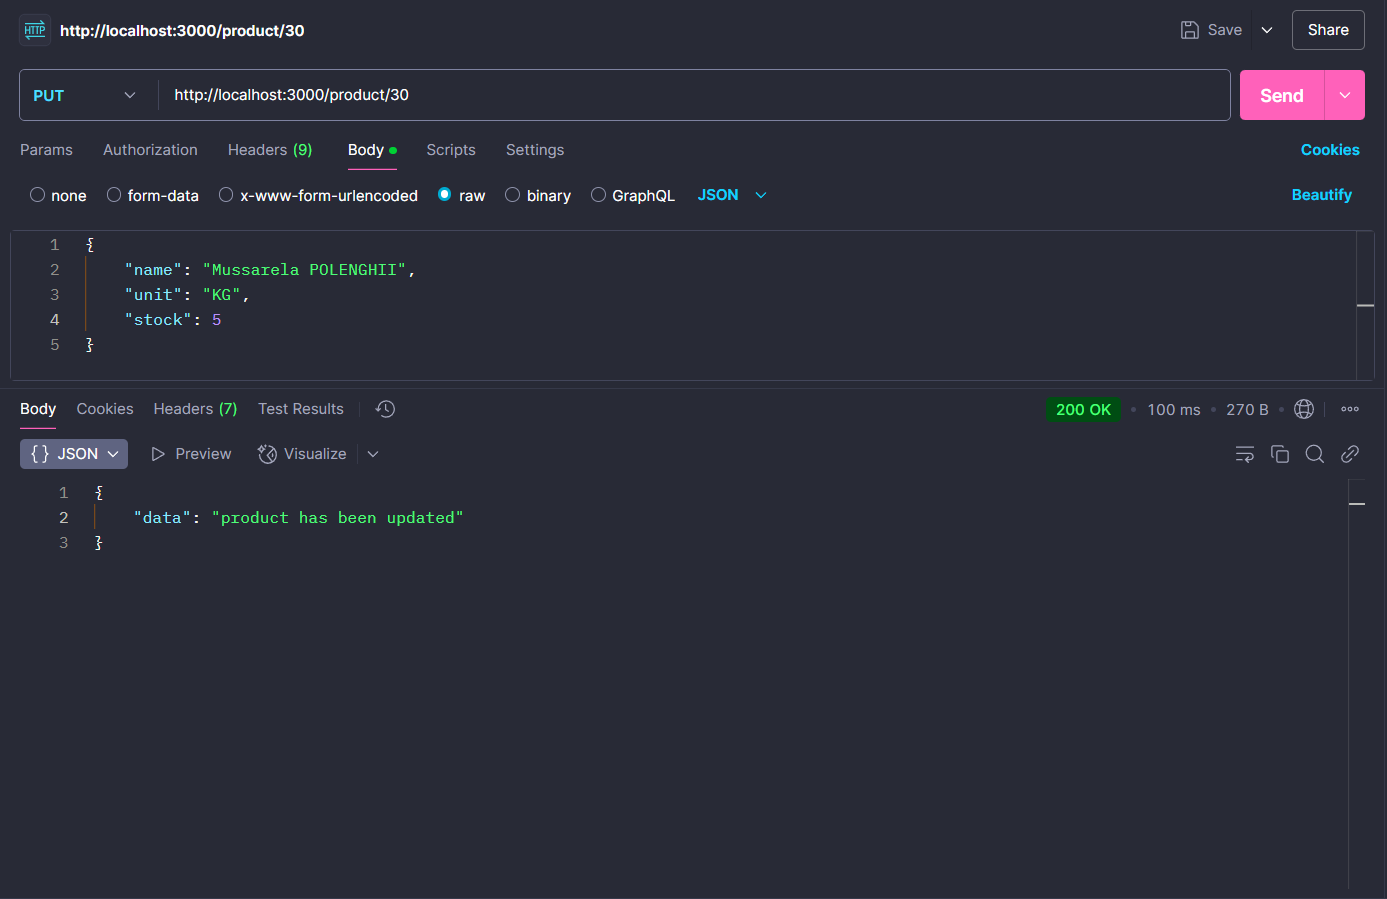 HTTP http://localhost:3000/product/30 Save Share
PUT http://localhost:3000/product/30 Send
Params Authorization Headers (9) Body Scripts Settings Cookies
none form-data x-www-form-urlencoded raw binary GraphQL JSON Beautify
1 {
2 "name": "Mussarela POLENGHII",
3 "unit": "KG",
4 "stock": 5
5 }
Body Cookies Headers (7) Test Results 200 OK • 100 ms • 270 B •
{} JSON Preview Visualize
1 {
2 "data": "product has been updated"
3 }